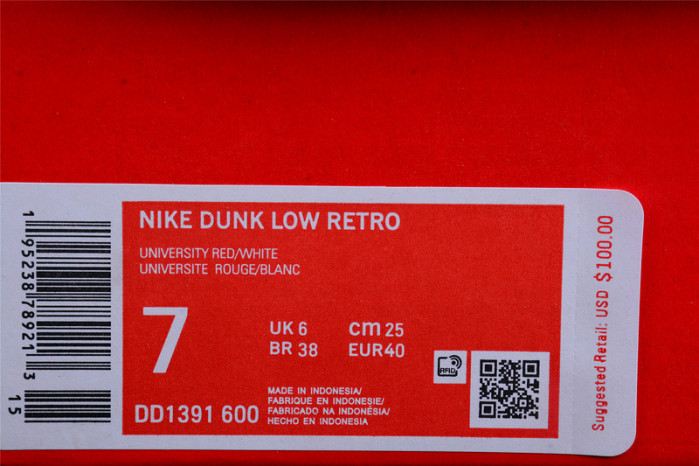 NIKE DUNK LOW RETRO
UNIVERSITY RED/WHITE
UNIVERSITE ROUGE/BLANC
7
UK 6 cm 25
BR 38 EUR40
DD1391 600
MADE IN INDONESIA/
FABRIQUE EN INDONESIE/
FABRICADO NA INDONÉSIA/
HECHO EN INDONESIA
RFID
1 95238 78921 3
15
Suggested Retail: USD $100.00